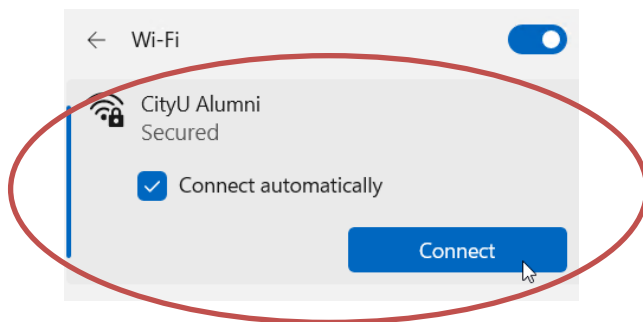 Wi-Fi
CityU Alumni
Secured
Connect automatically
Connect